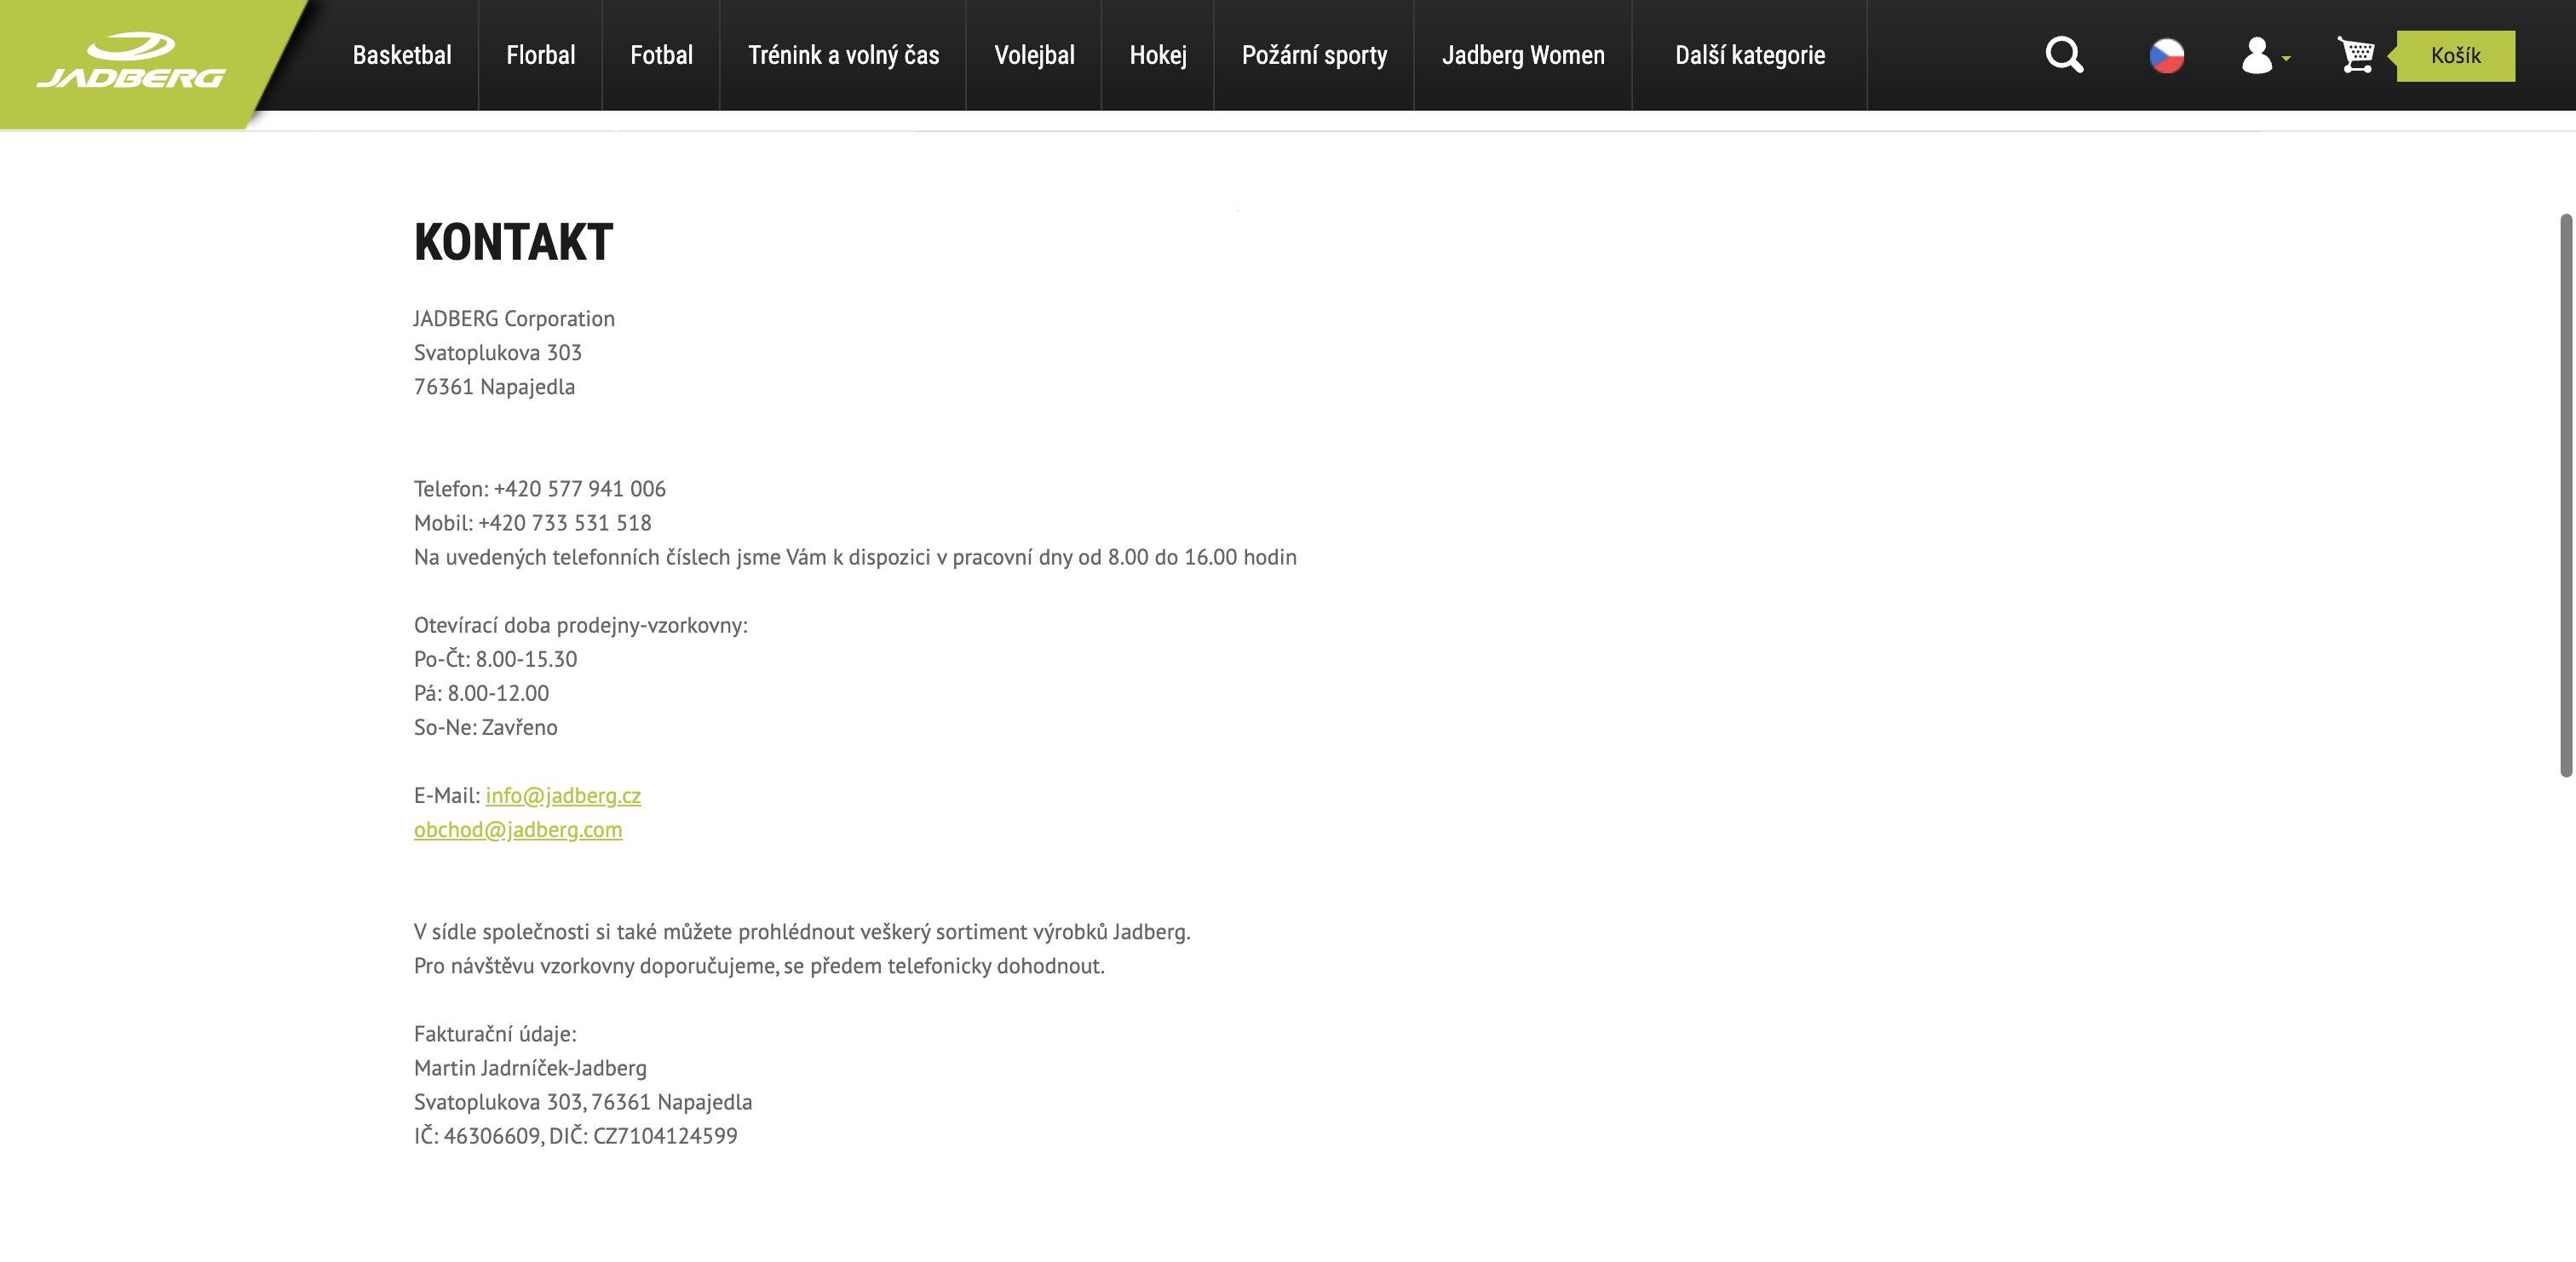 JADBERG
Basketbal
Florbal
Fotbal
Trénink a volný čas
Volejbal
Hokej
Požární sporty
Jadberg Women
Další kategorie
Košík
KONTAKT
JADBERG Corporation
Svatoplukova 303
76361 Napajedla
Telefon: +420 577 941 006
Mobil: +420 733 531 518
Na uvedených telefonních číslech jsme Vám k dispozici v pracovní dny od 8.00 do 16.00 hodin
Otevírací doba prodejny-vzorkovny:
Po-Čt: 8.00-15.30
Pá: 8.00-12.00
So-Ne: Zavřeno
E-Mail: info@jadberg.cz
obchod@jadberg.com
V sídle společnosti si také můžete prohlédnout veškerý sortiment výrobků Jadberg.
Pro návštěvu vzorkovny doporučujeme, se předem telefonicky dohodnout.
Fakturační údaje:
Martin Jadrníček-Jadberg
Svatoplukova 303, 76361 Napajedla
IČ: 46306609, DIČ: CZ7104124599